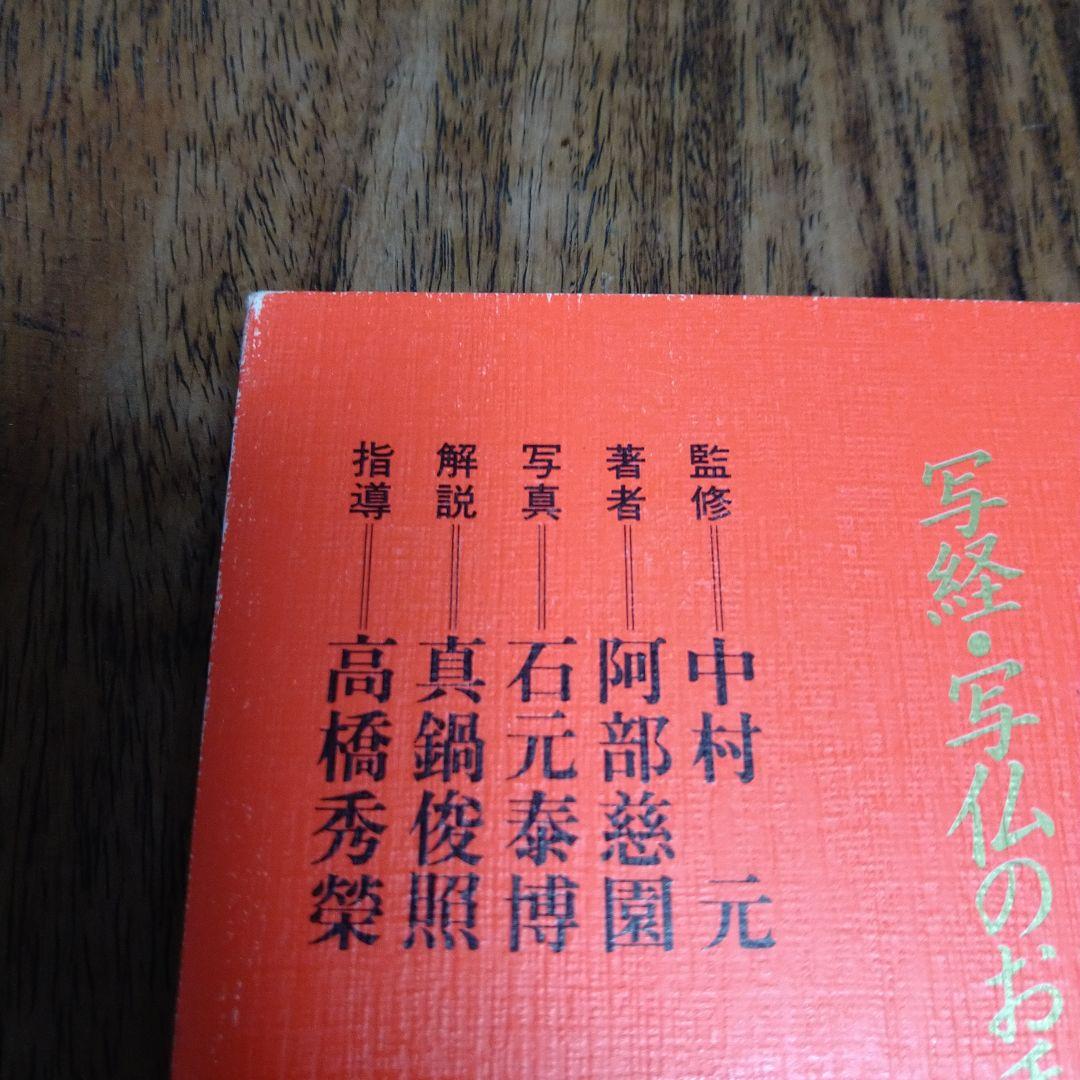 写経・写仏のお
監修＝中村 元
著者＝阿部慈園
写真＝石元泰博
解説＝真鍋俊照
指導＝高橋秀榮